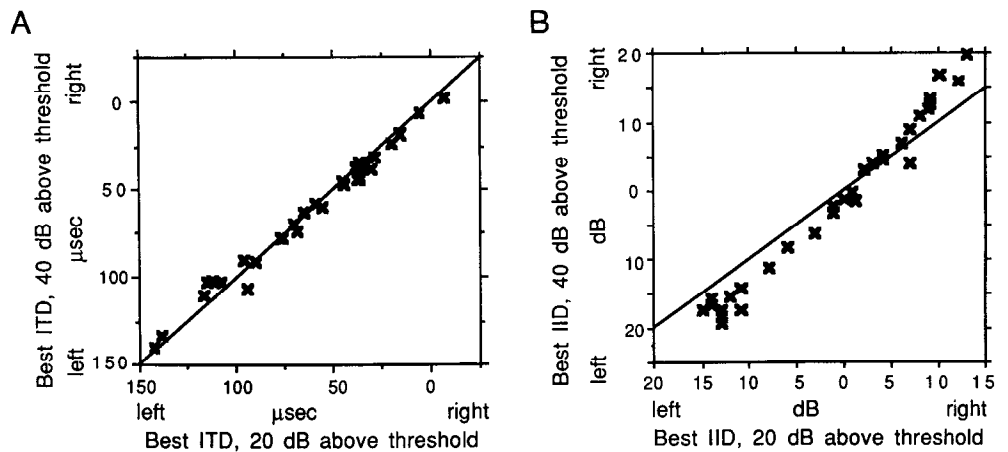 A
Best ITD, 40 dB above threshold
left μsec right
0
50
100
150
150 100 50 0
left μsec right
Best ITD, 20 dB above threshold
B
Best IID, 40 dB above threshold
left dB right
20
10
0
10
20
20 15 10 5 0 5 10 15
left dB right
Best IID, 20 dB above threshold